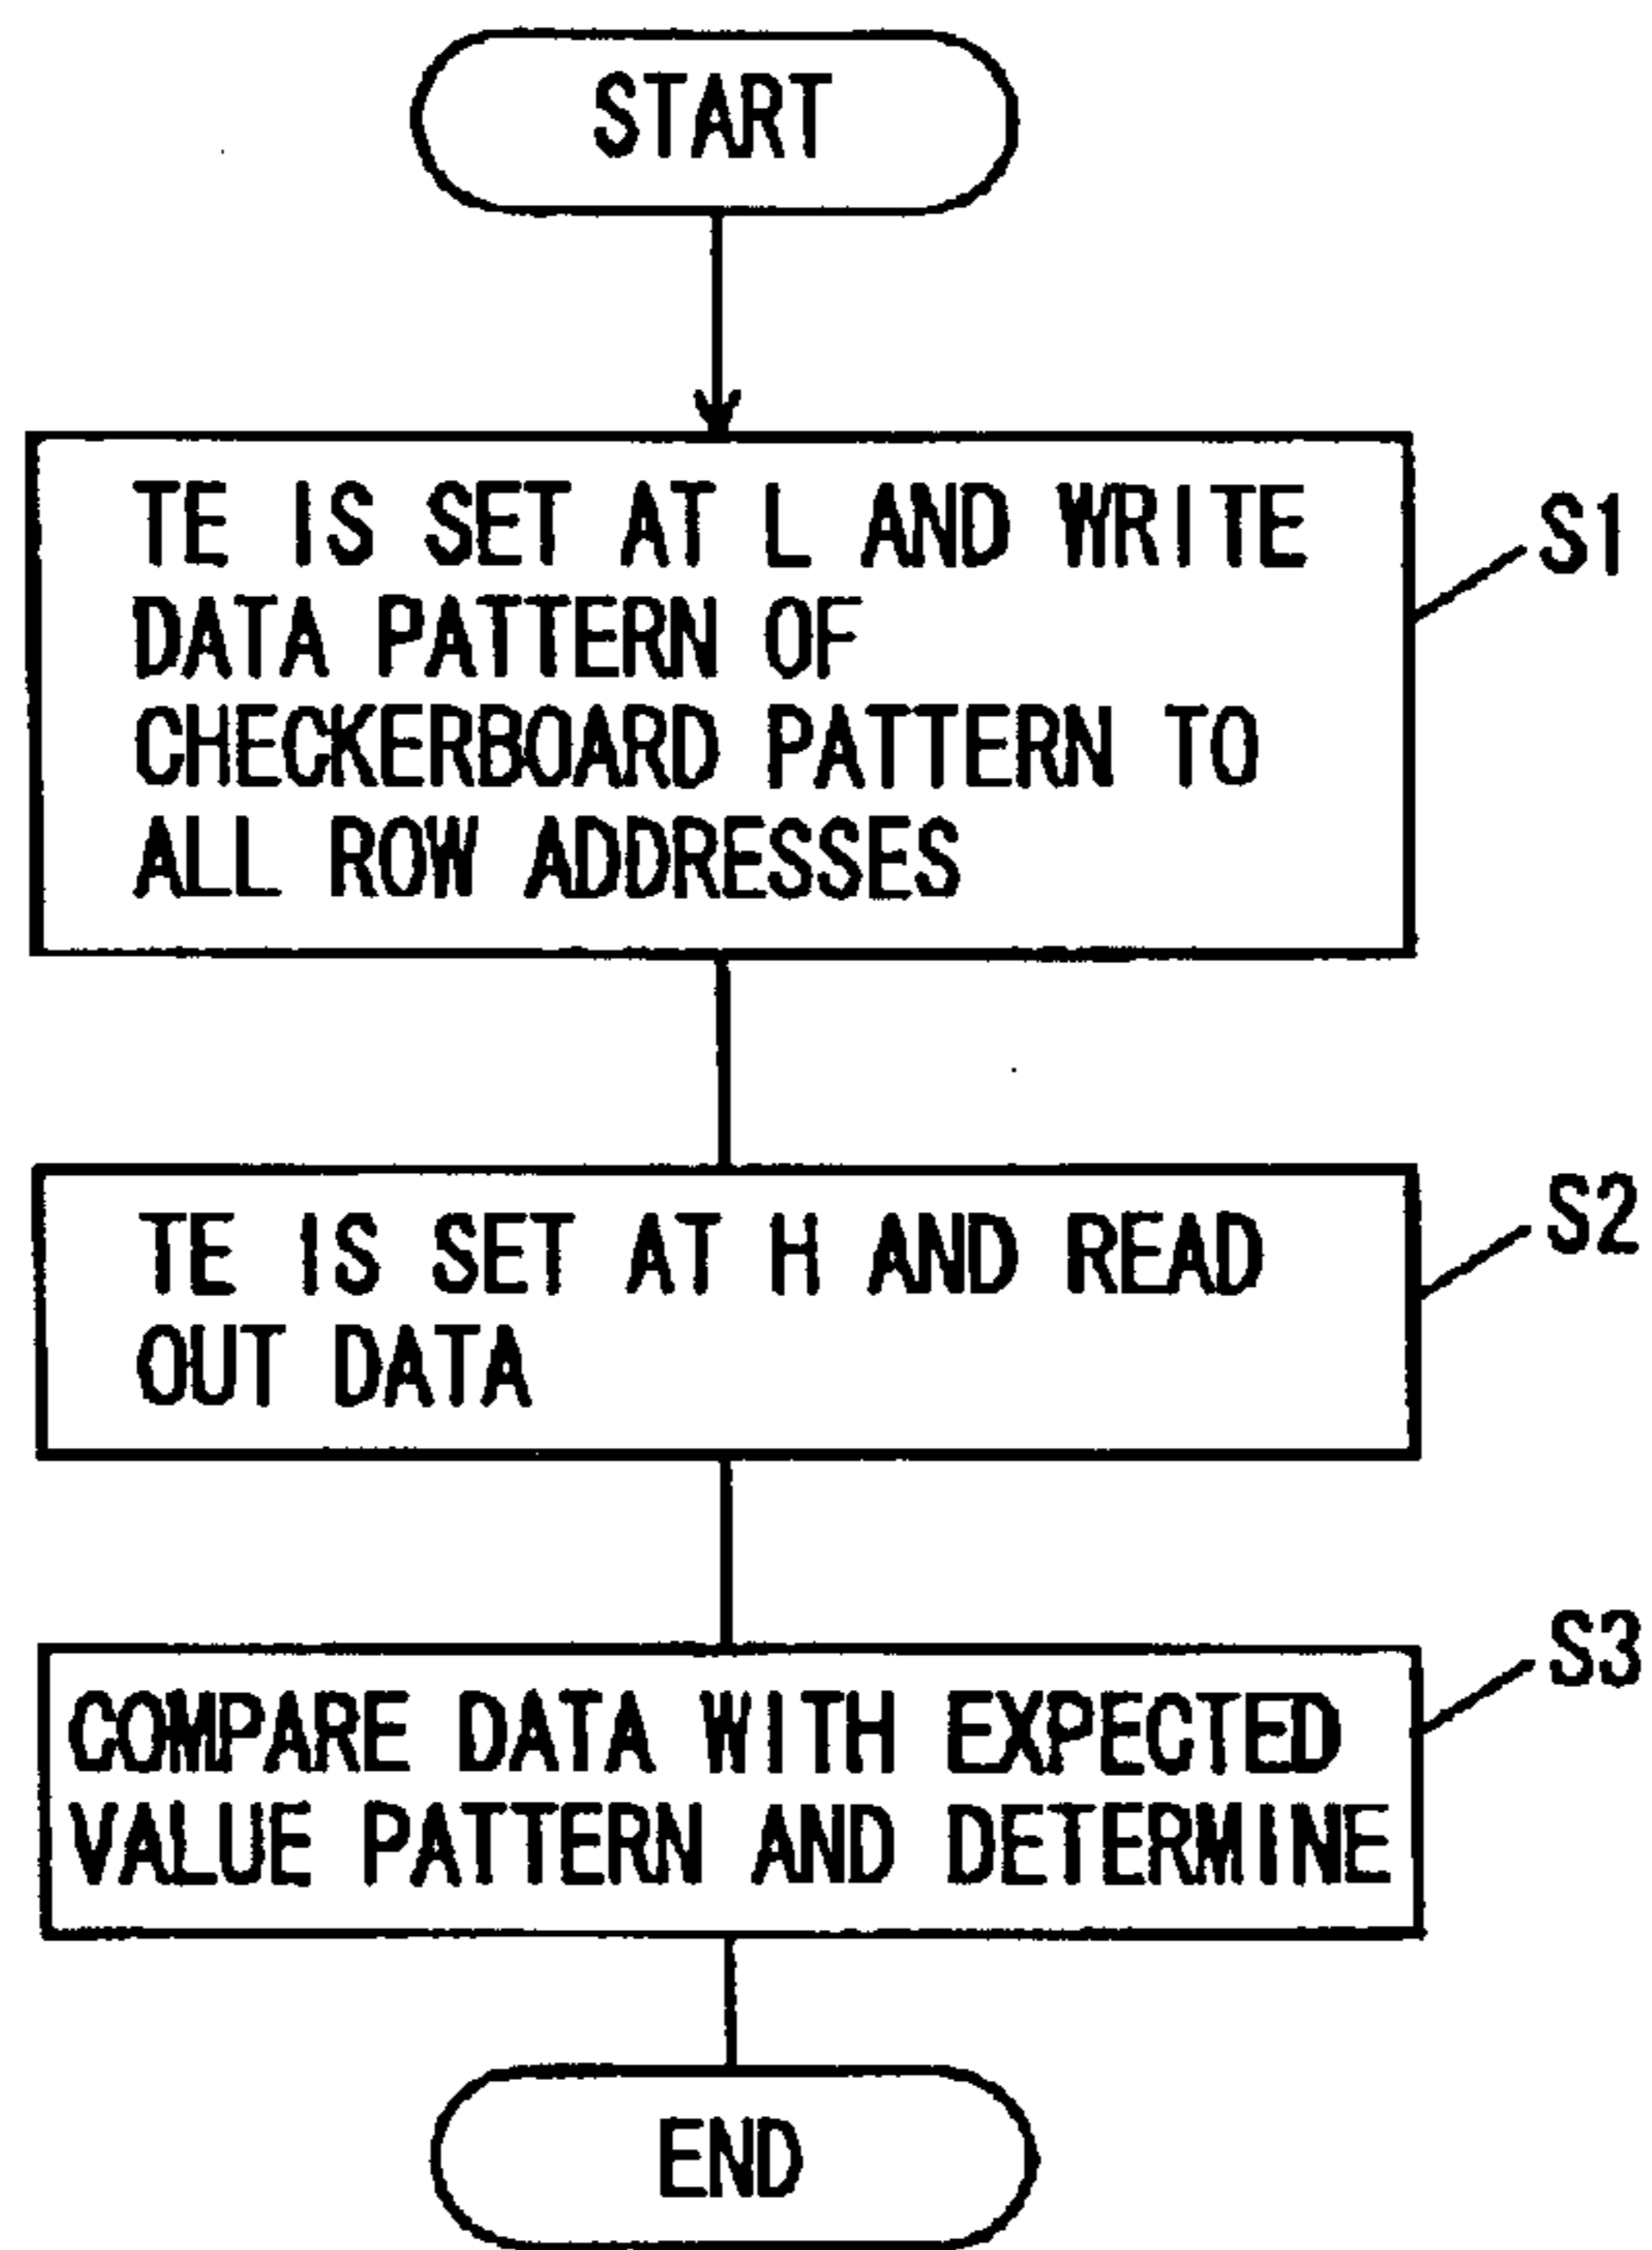 START
TE IS SET AT L AND WRITE
DATA PATTERN OF
CHECKERBOARD PATTERN TO
ALL ROW ADDRESSES
S1
TE IS SET AT H AND READ
OUT DATA
S2
COMPARE DATA WITH EXPECTED
VALUE PATTERN AND DETERMINE
S3
END